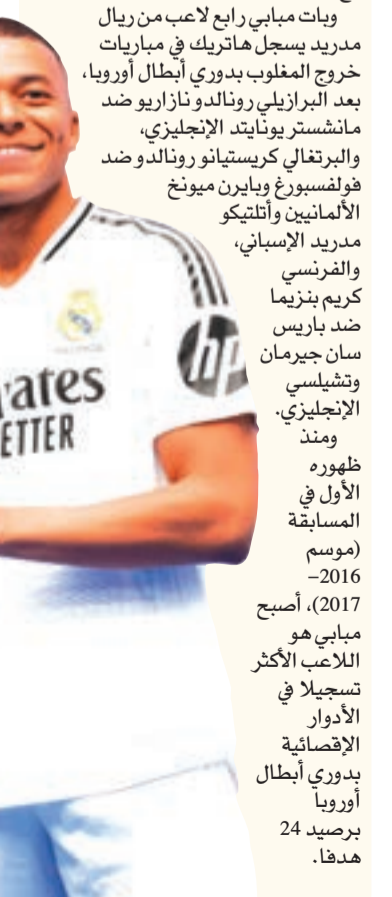 وبات مبابي رابع لاعب من ريال
مدريد يسجل هاتريك في مباريات
خروج المغلوب بدوري أبطال أوروبا،
بعد البرازيلي رونالدو نازاريو ضد
مانشستر يونايتد الإنجليزي،
والبرتغالي كريستيانو رونالدو ضد
فولفسبورغ وبايرن ميونخ
الألمانيين وأتلتيكو
مدريد الإسباني،
والفرنسي
كريم بنزيما
ضد باريس
سان جيرمان
وتشيلسي
الإنجليزي.
ومنذ
ظهوره
الأول في
المسابقة
(موسم
2016–
2017)، أصبح
مبابي هو
اللاعب الأكثر
تسجيلا في
الأدوار
الإقصائية
بدوري أبطال
أوروبا
برصيد 24
هدفا.
hp
rates
ETTER